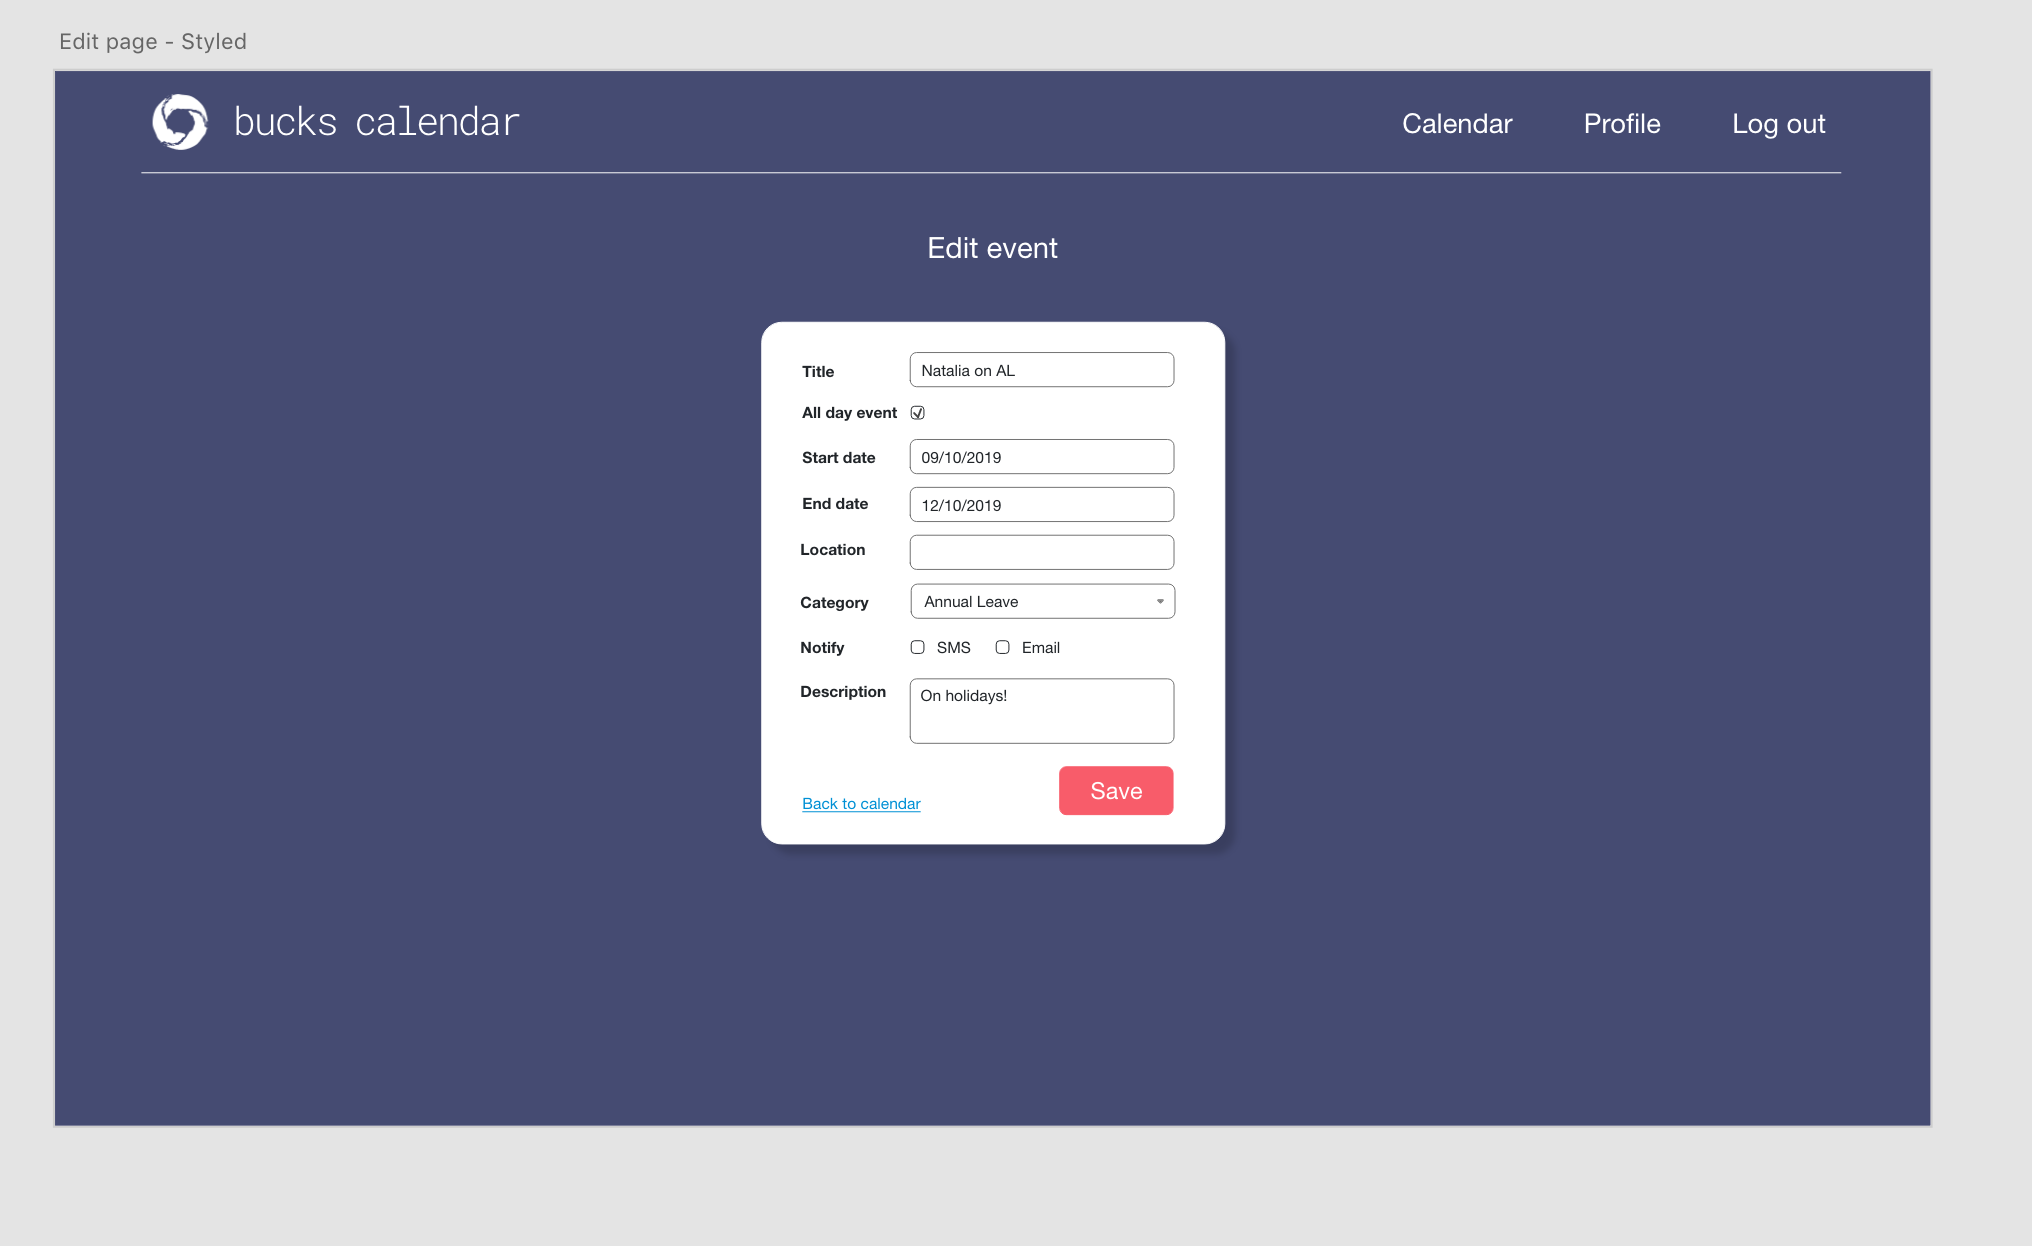 Edit page - Styled
bucks calendar
Calendar Profile Log out
Edit event
Title Natalia on AL
All day event
Start date 09/10/2019
End date 12/10/2019
Location
Category Annual Leave
Notify SMS Email
Description On holidays!
Back to calendar Save